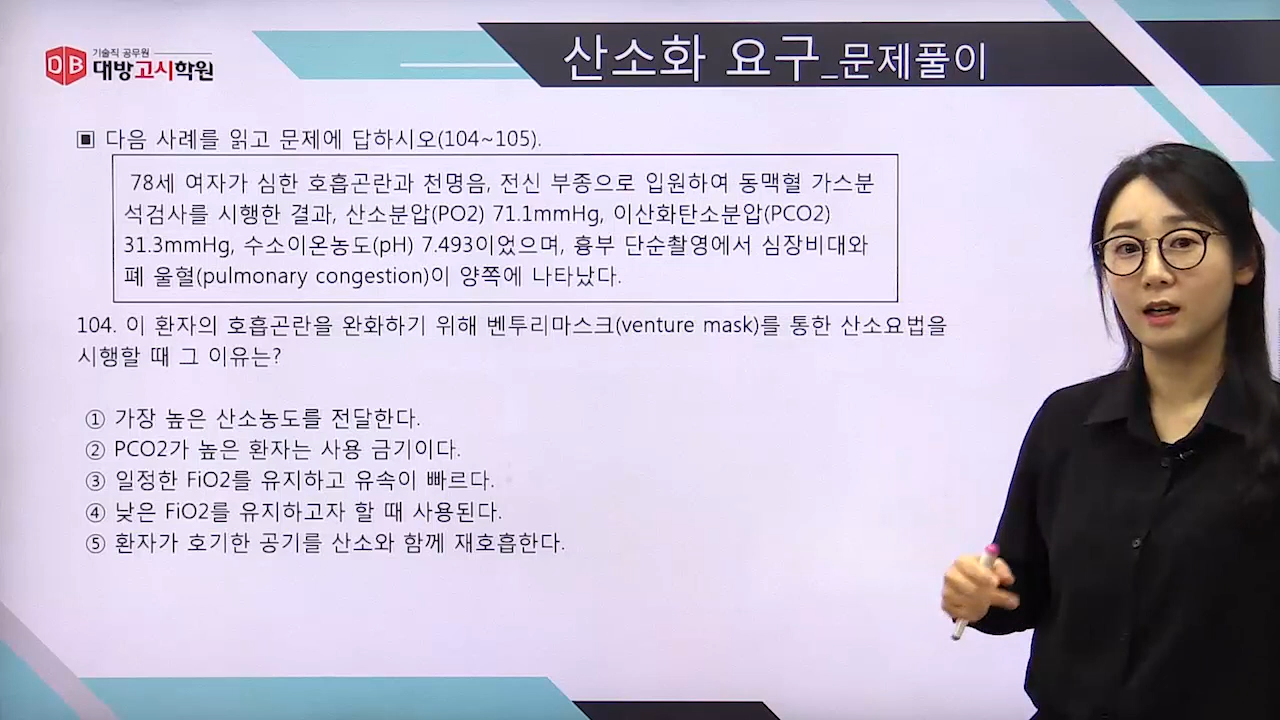 기술직 공무원
DB 대방고시학원
산소화 요구_문제풀이
▣ 다음 사례를 읽고 문제에 답하시오(104~105).
78세 여자가 심한 호흡곤란과 천명음, 전신 부종으로 입원하여 동맥혈 가스분
석검사를 시행한 결과, 산소분압(PO2) 71.1mmHg, 이산화탄소분압(PCO2)
31.3mmHg, 수소이온농도(pH) 7.493이었으며, 흉부 단순촬영에서 심장비대와
폐 울혈(pulmonary congestion)이 양쪽에 나타났다.
104. 이 환자의 호흡곤란을 완화하기 위해 벤투리마스크(venture mask)를 통한 산소요법을
시행할 때 그 이유는?
① 가장 높은 산소농도를 전달한다.
② PCO2가 높은 환자는 사용 금기이다.
③ 일정한 FiO2를 유지하고 유속이 빠르다.
④ 낮은 FiO2를 유지하고자 할 때 사용된다.
⑤ 환자가 호기한 공기를 산소와 함께 재호흡한다.